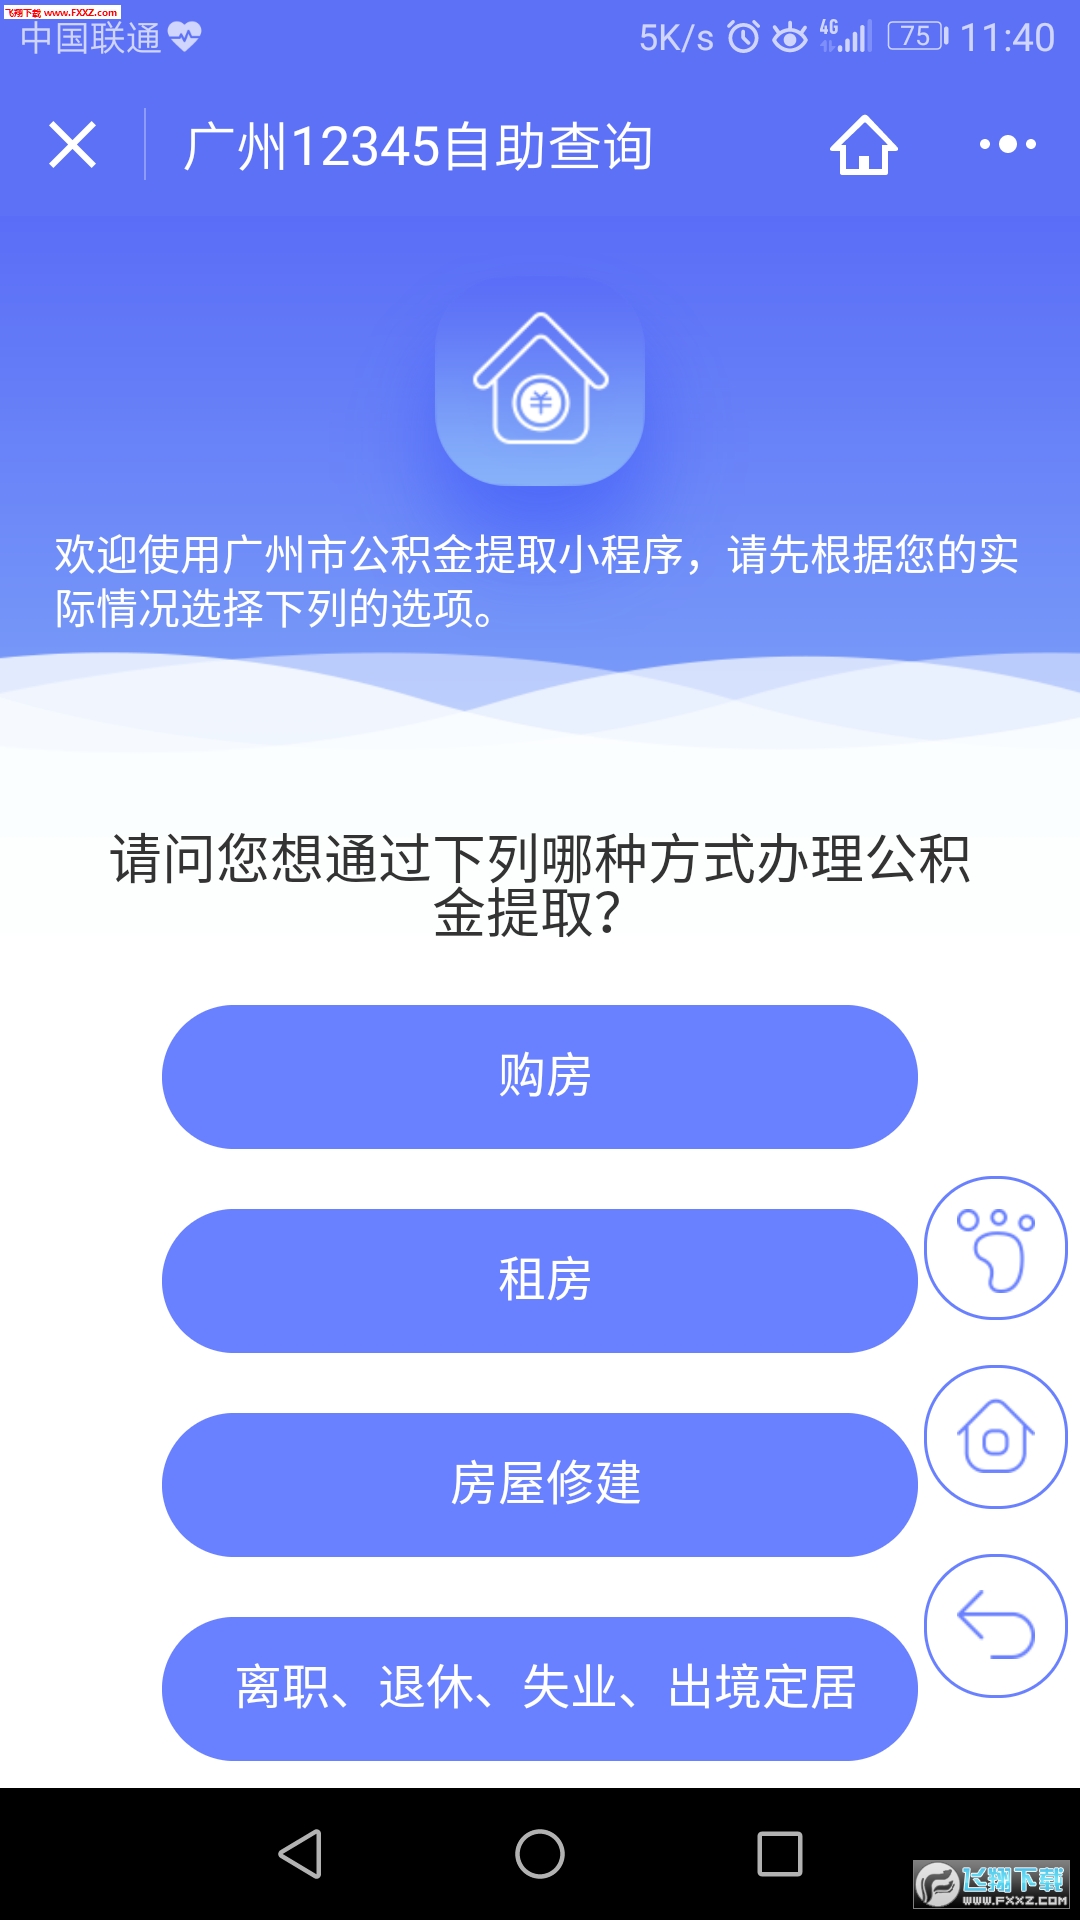 飞翔下载 www.FXXZ.com
中国联通 5K/s 4G 75 11:40
广州12345自助查询
¥
欢迎使用广州市公积金提取小程序，请先根据您的实
际情况选择下列的选项。
请问您想通过下列哪种方式办理公积
金提取？
购房
租房
房屋修建
离职、退休、失业、出境定居
飞翔下载
WWW.FXXZ.COM